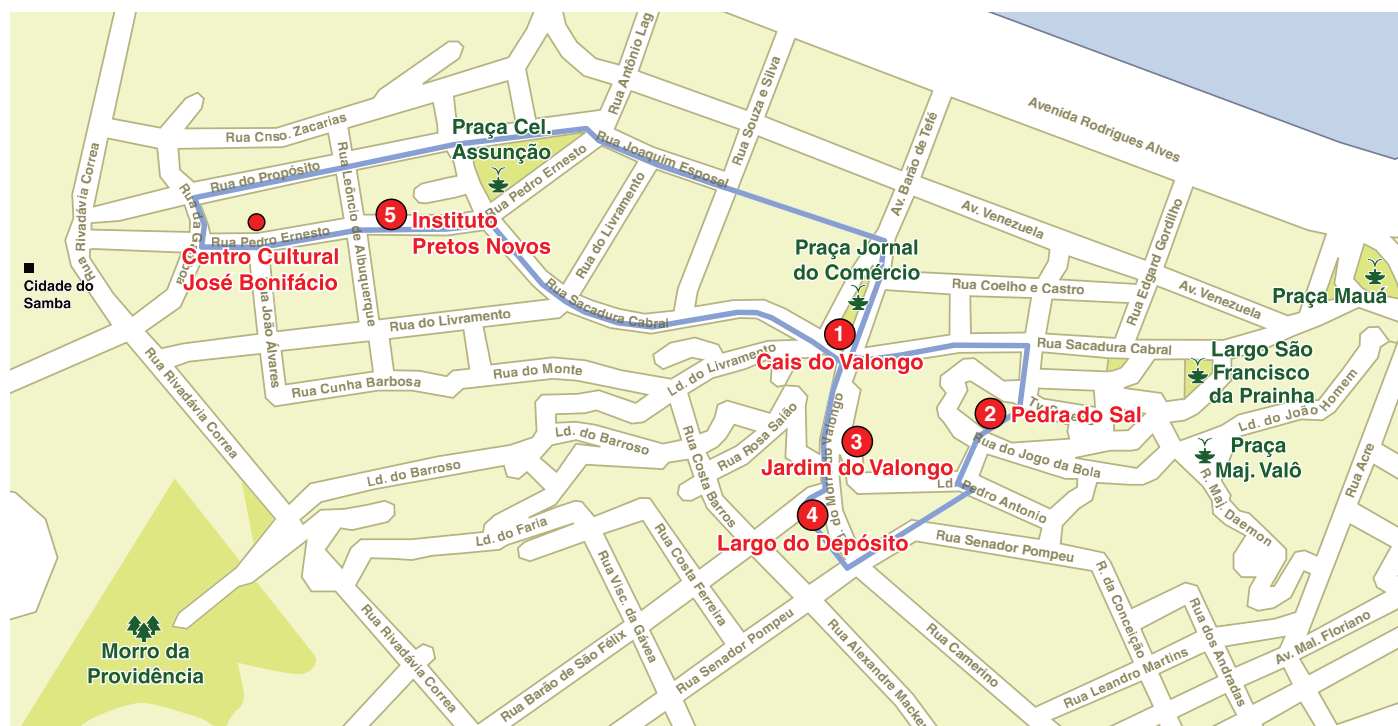 Rua Antônio Lag
Rua Souza e Silva
Avenida Rodrigues Alves
Av. Barão de Tefé
Rua Cnso. Zacarias
Praça Cel.
Assunção
Rua Joaquim Esposel
Rua Pedro Ernesto
Rua Rivadávia Correa
Rua do Propósito
Rua Leôncio de Albuquerque
Rua do Livramento
Av. Venezuela
Rua Edgard Gordilho
5
Instituto
Pretos Novos
Rua Pedro Ernesto
Centro Cultural
José Bonifácio
Praça Jornal
do Comércio
Cidade do
Samba
Rua Coelho e Castro
Av. Venezuela
Praça Mauá
Rua Sacadura Cabral
Rua do Livramento
João Álvares
1
Cais do Valongo
Rua Sacadura Cabral
Largo São
Francisco
da Prainha
Ld. do Livramento
Rua do Monte
Rua Cunha Barbosa
Rua Rivadávia Correa
2
Pedra do Sal
Ld. do João Homem
3
Jardim do Valongo
do Morro do Valongo
Rua Rosa Saião
Rua do Jogo da Bola
Praça
Maj. Valô
Ld. do Barroso
Ld. do Barroso
Rua Costa Barros
Ld. Pedro Antonio
R. Maj. Daemon
Rua Acre
4
Largo do Depósito
Ld. do Faria
Rua Costa Ferreira
Rua Senador Pompeu
Rua Visc. da Gávea
R. da Conceição
Rua dos Andradas
Morro da
Providência
Rua Rivadávia Correa
Rua Barão de São Félix
Rua Senador Pompeu
Rua Alexandre Macken
Rua Camerino
Rua Leandro Martins
Av. Mal. Floriano